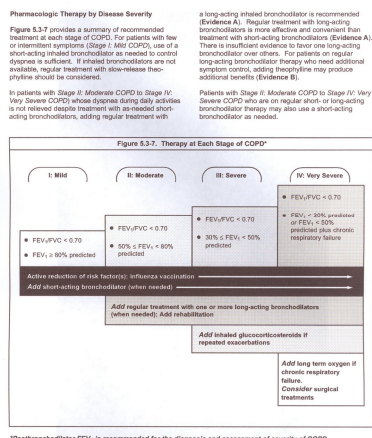 Pharmacologic Therapy by Disease Severity
Figure 5.3-7 provides a summary of recommended
treatment at each stage of COPD. For patients with
few or intermittent symptoms (Stage I: Mild COPD), use of a
short-acting inhaled bronchodilator as needed to control
dyspnea is sufficient. If inhaled bronchodilators are not
available, regular treatment with slow-release theo-
phylline should be considered.
In patients with Stage II: Moderate COPD to Stage IV:
Very Severe COPD whose dyspnea during daily activities
is not relieved despite treatment with as-needed short-
acting bronchodilators, adding regular treatment with
a long-acting inhaled bronchodilator is recommended
(Evidence A). Regular treatment with long-acting
bronchodilators is more effective and convenient than
treatment with short-acting bronchodilators (Evidence A).
There is insufficient evidence to favor one long-acting
bronchodilator over others. For patients on regular
long-acting bronchodilator therapy who need additional
symptom control, adding theophylline may produce
additional benefits (Evidence B).
Patients with Stage II: Moderate COPD to Stage IV: Very
Severe COPD who are on regular short- or long-acting
bronchodilator therapy may also use a short-acting
bronchodilator as needed.
Figure 5.3-7. Therapy at Each Stage of COPD*
I: Mild
II: Moderate
III: Severe
IV: Very Severe
• FEV₁/FVC < 0.70
• FEV₁ ≥ 80% predicted
• FEV₁/FVC < 0.70
• 50% ≤ FEV₁ < 80%
predicted
• FEV₁/FVC < 0.70
• 30% ≤ FEV₁ < 50%
predicted
• FEV₁/FVC < 0.70
• FEV₁ < 30% predicted
or FEV₁ < 50%
predicted plus chronic
respiratory failure
Active reduction of risk factor(s); influenza vaccination
Add short-acting bronchodilator (when needed)
Add regular treatment with one or more long-acting bronchodilators
(when needed); Add rehabilitation
Add inhaled glucocorticosteroids if
repeated exacerbations
Add long term oxygen if
chronic respiratory
failure.
Consider surgical
treatments
*Postbronchodilator FEV₁ is recommended for the diagnosis and assessment of severity of COPD.